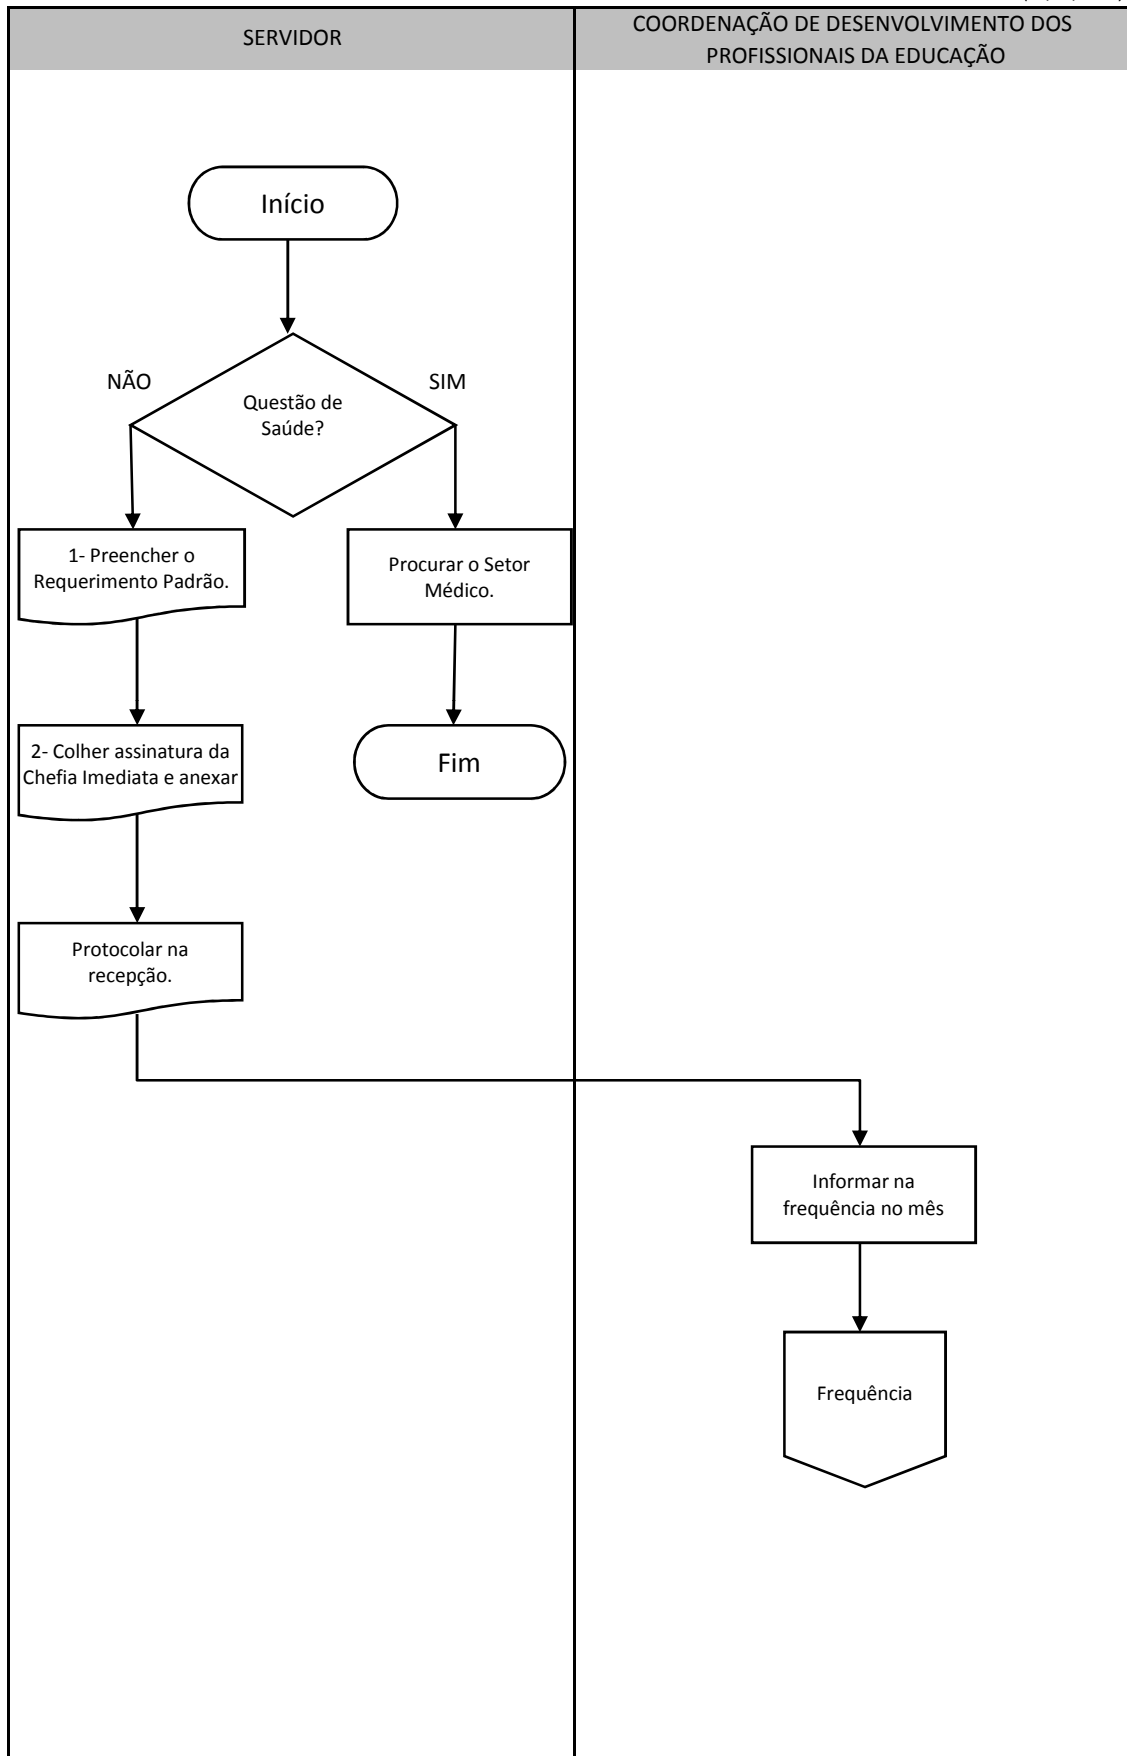 SERVIDOR
COORDENAÇÃO DE DESENVOLVIMENTO DOS
PROFISSIONAIS DA EDUCAÇÃO
Início
NÃO
SIM
Questão de
Saúde?
1- Preencher o
Requerimento Padrão.
Procurar o Setor
Médico.
2- Colher assinatura da
Chefia Imediata e anexar
Fim
Protocolar na
recepção.
Informar na
frequência no mês
Frequência